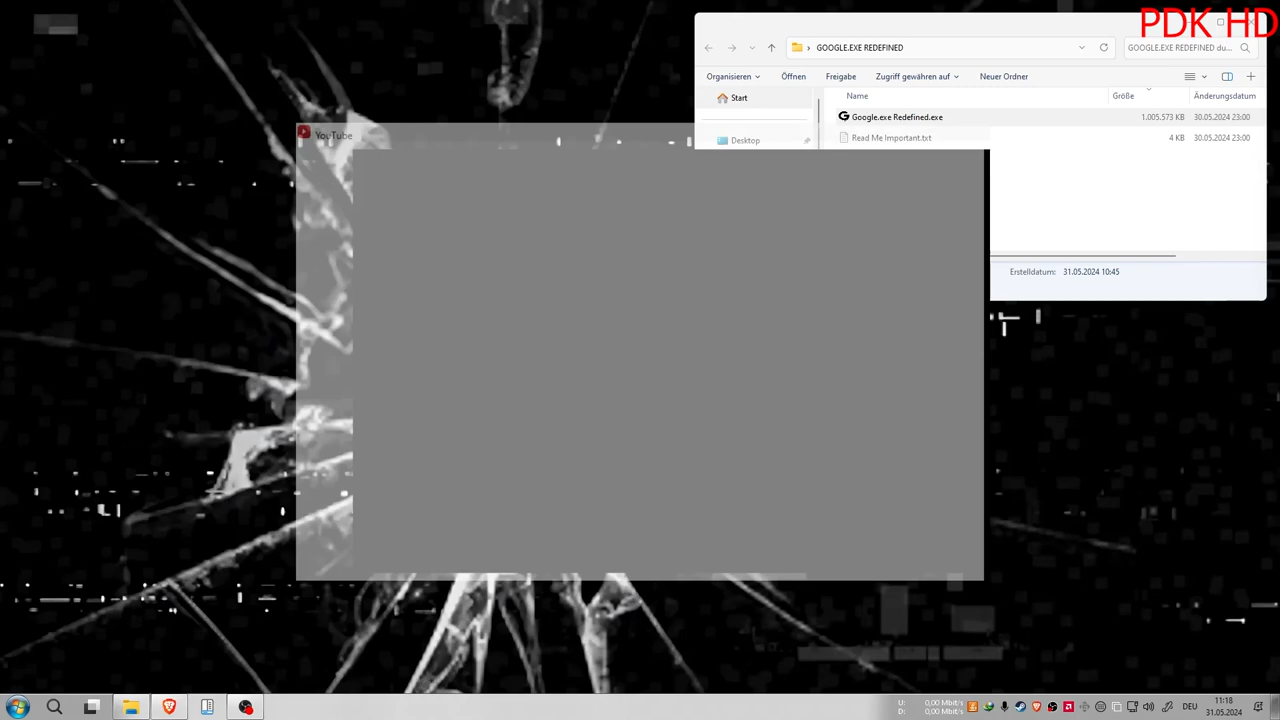 PDK HD
GOOGLE.EXE REDEFINED
GOOGLE.EXE REDEFINED du...
Organisieren
Öffnen
Freigabe
Zugriff gewähren auf
Neuer Ordner
Start
Name
Größe
Änderungsdatum
Google.exe Redefined.exe
1.005.573 KB
30.05.2024 23:00
YouTube
Desktop
Read Me Important.txt
4 KB
30.05.2024 23:00
Erstelldatum: 31.05.2024 10:45
U: 0,00 Mbit/s
D: 0,00 Mbit/s
DEU
11:18
31.05.2024